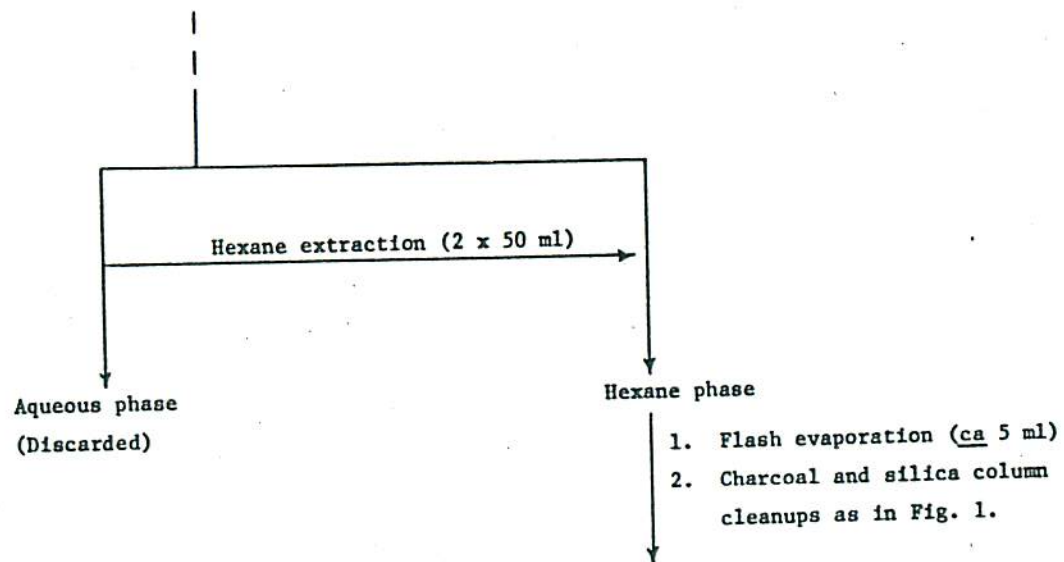 Hexane extraction (2 x 50 ml)
Aqueous phase
(Discarded)
Hexane phase
1. Flash evaporation (ca 5 ml)
2. Charcoal and silica column
cleanups as in Fig. 1.